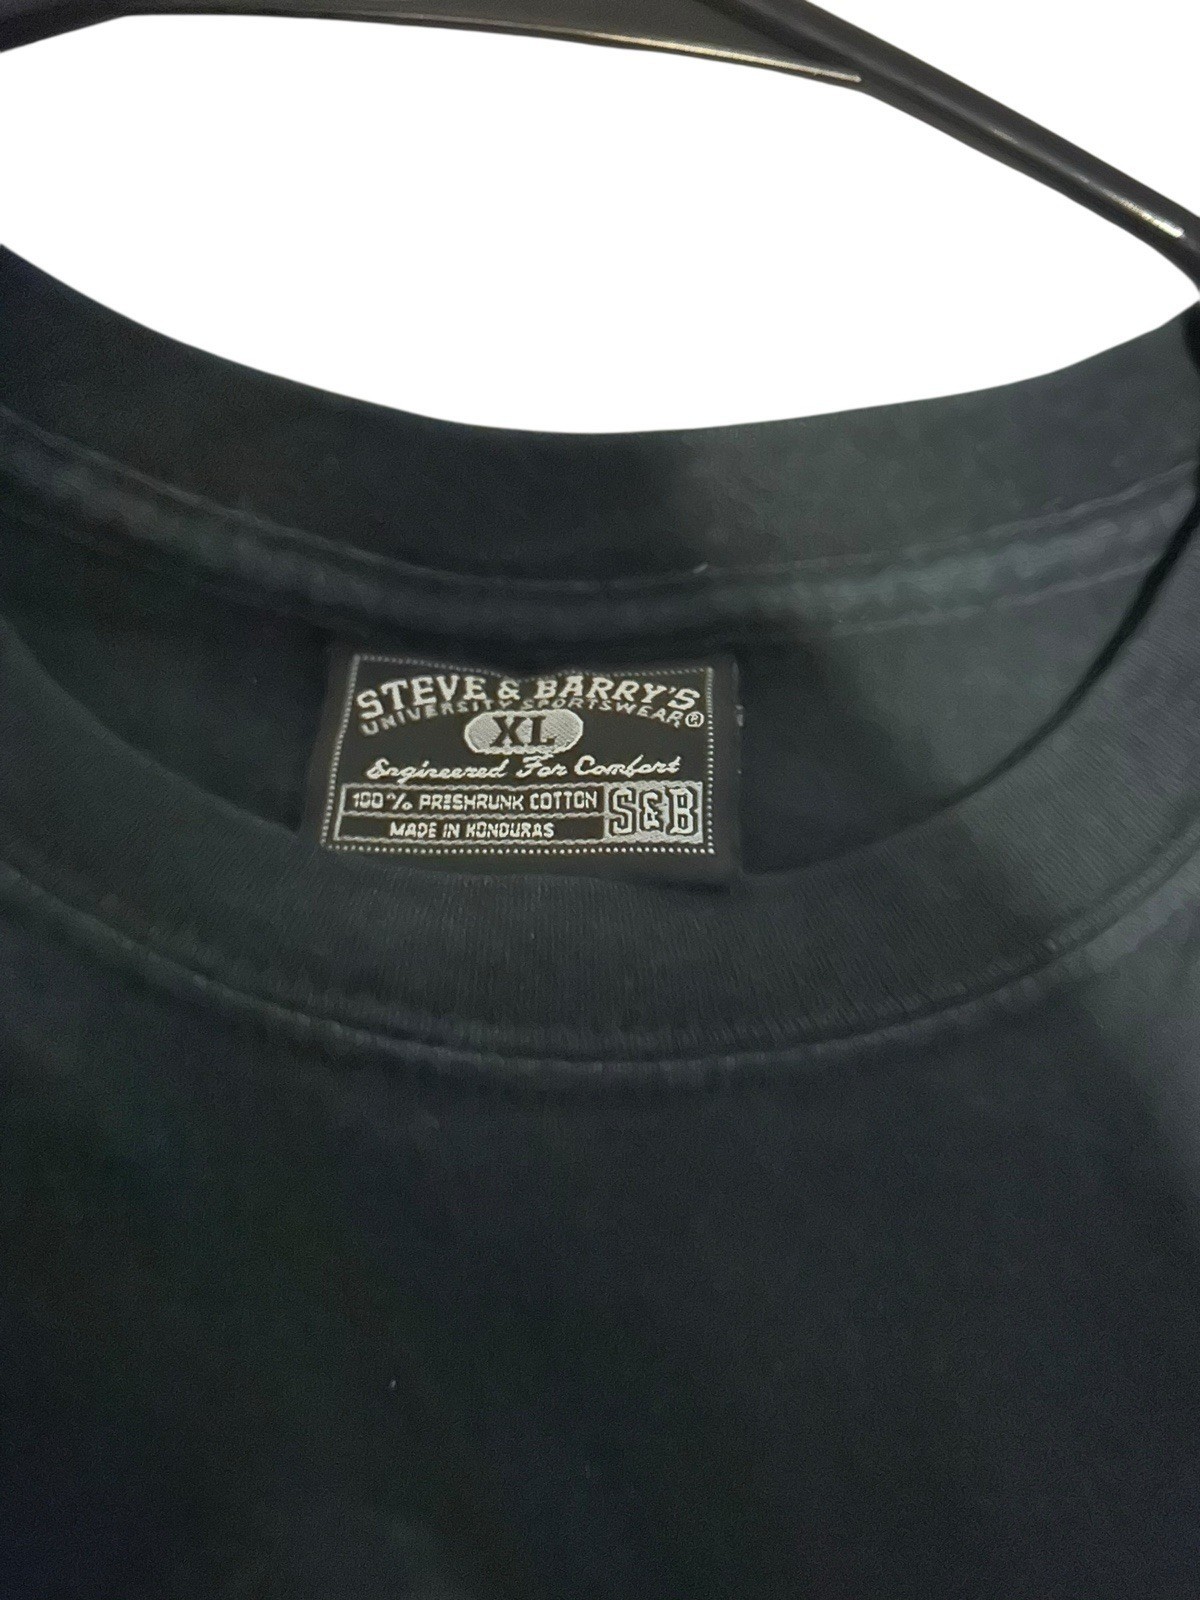 STEVE & BARRY'S
UNIVERSITY SPORTSWEAR®
XL
Engineered For Comfort
100% PRESHRUNK COTTON
MADE IN HONDURAS
S&B